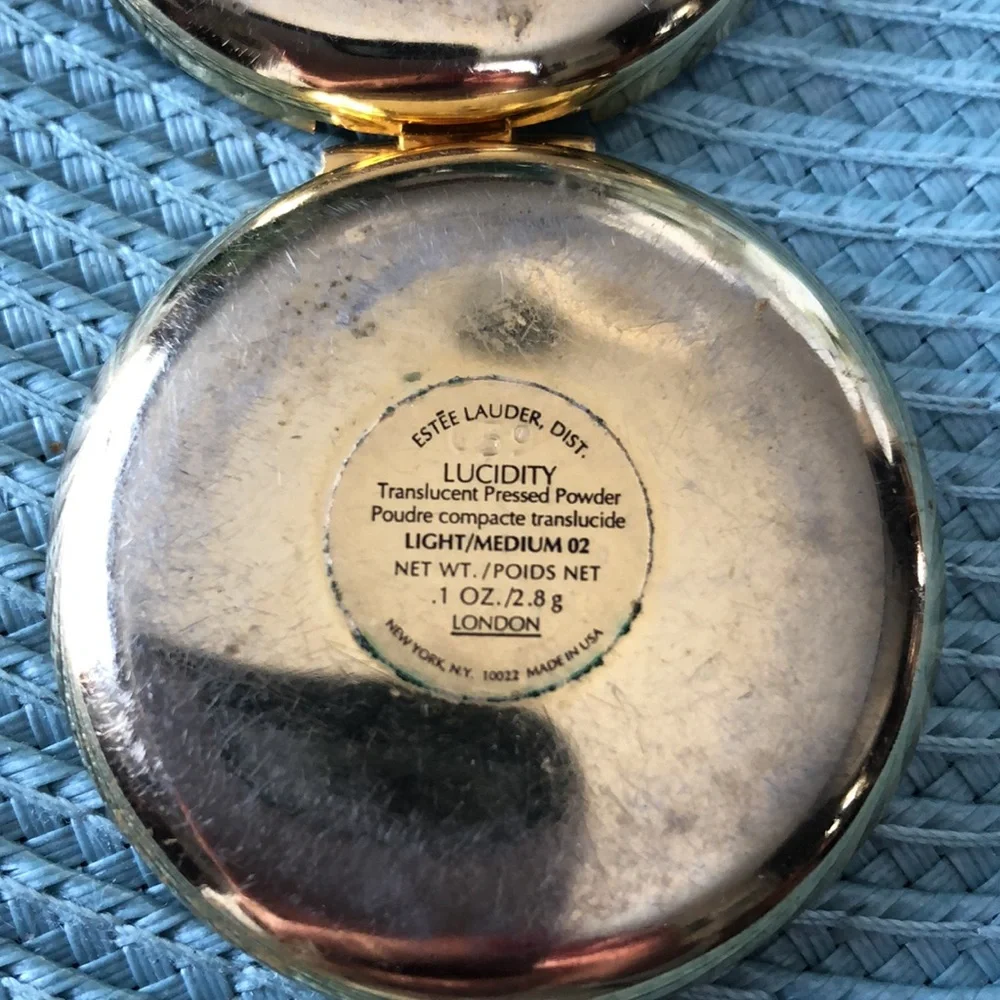 ESTÉE LAUDER, DIST.
LUCIDITY
Translucent Pressed Powder
Poudre compacte translucide
LIGHT/MEDIUM 02
NET WT./POIDS NET
.1 OZ./2.8 g
LONDON
NEW YORK, N.Y. 10022 MADE IN USA